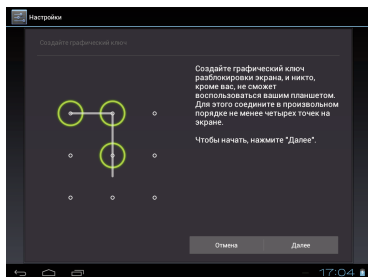 Настройки
Создайте графический ключ
Создайте графический ключ
разблокировки экрана, и никто,
кроме вас, не сможет
воспользоваться вашим планшетом.
Для этого соедините в произвольном
порядке не менее четырех точек на
экране.
Чтобы начать, нажмите "Далее".
Отмена
Далее
17:04